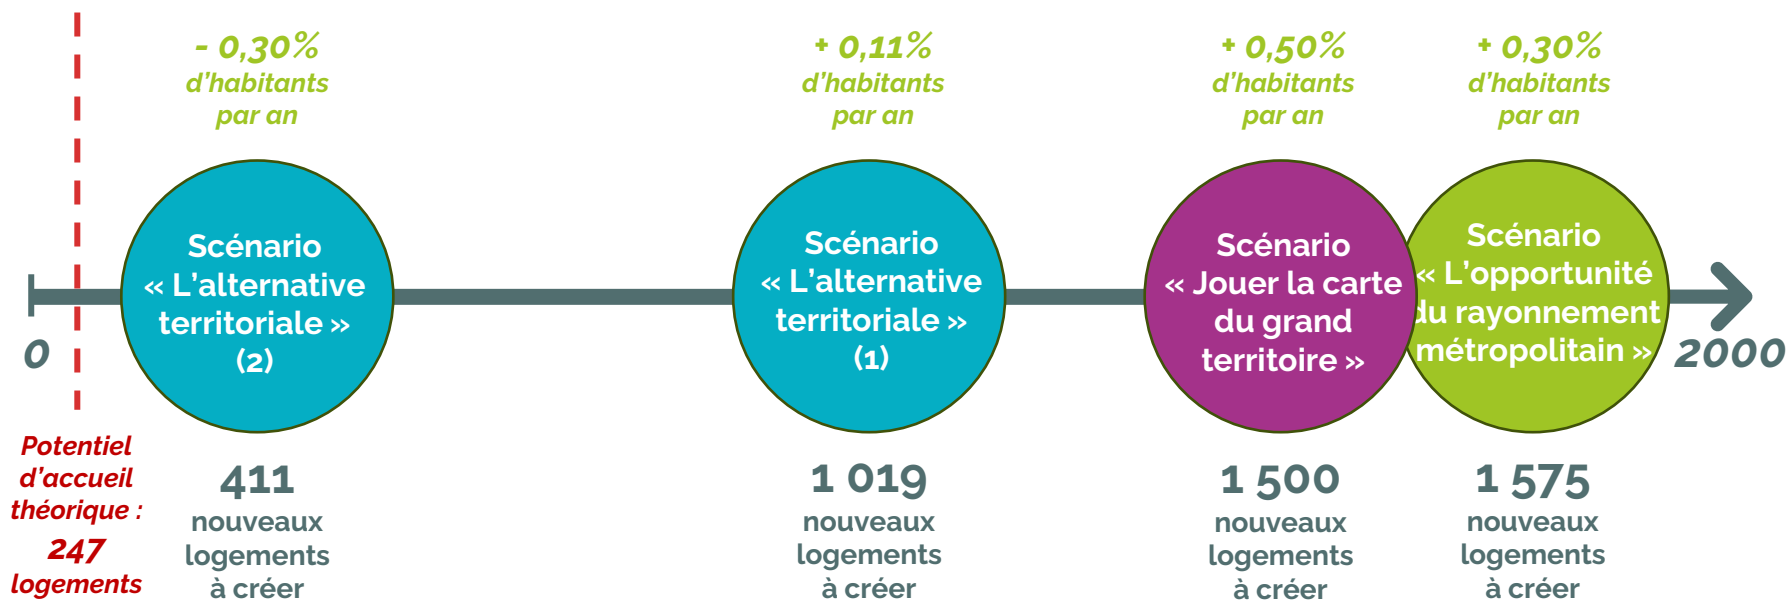 - 0,30%
d'habitants
par an
+ 0,11%
d'habitants
par an
+ 0,50%
d'habitants
par an
+ 0,30%
d'habitants
par an
Scénario
« L'alternative
territoriale »
(2)
Scénario
« L'alternative
territoriale »
(1)
Scénario
« Jouer la carte
du grand
territoire »
Scénario
« L'opportunité
du rayonnement
métropolitain »
0
2000
Potentiel
d'accueil
théorique :
247
logements
411
nouveaux
logements
à créer
1 019
nouveaux
logements
à créer
1 500
nouveaux
logements
à créer
1 575
nouveaux
logements
à créer